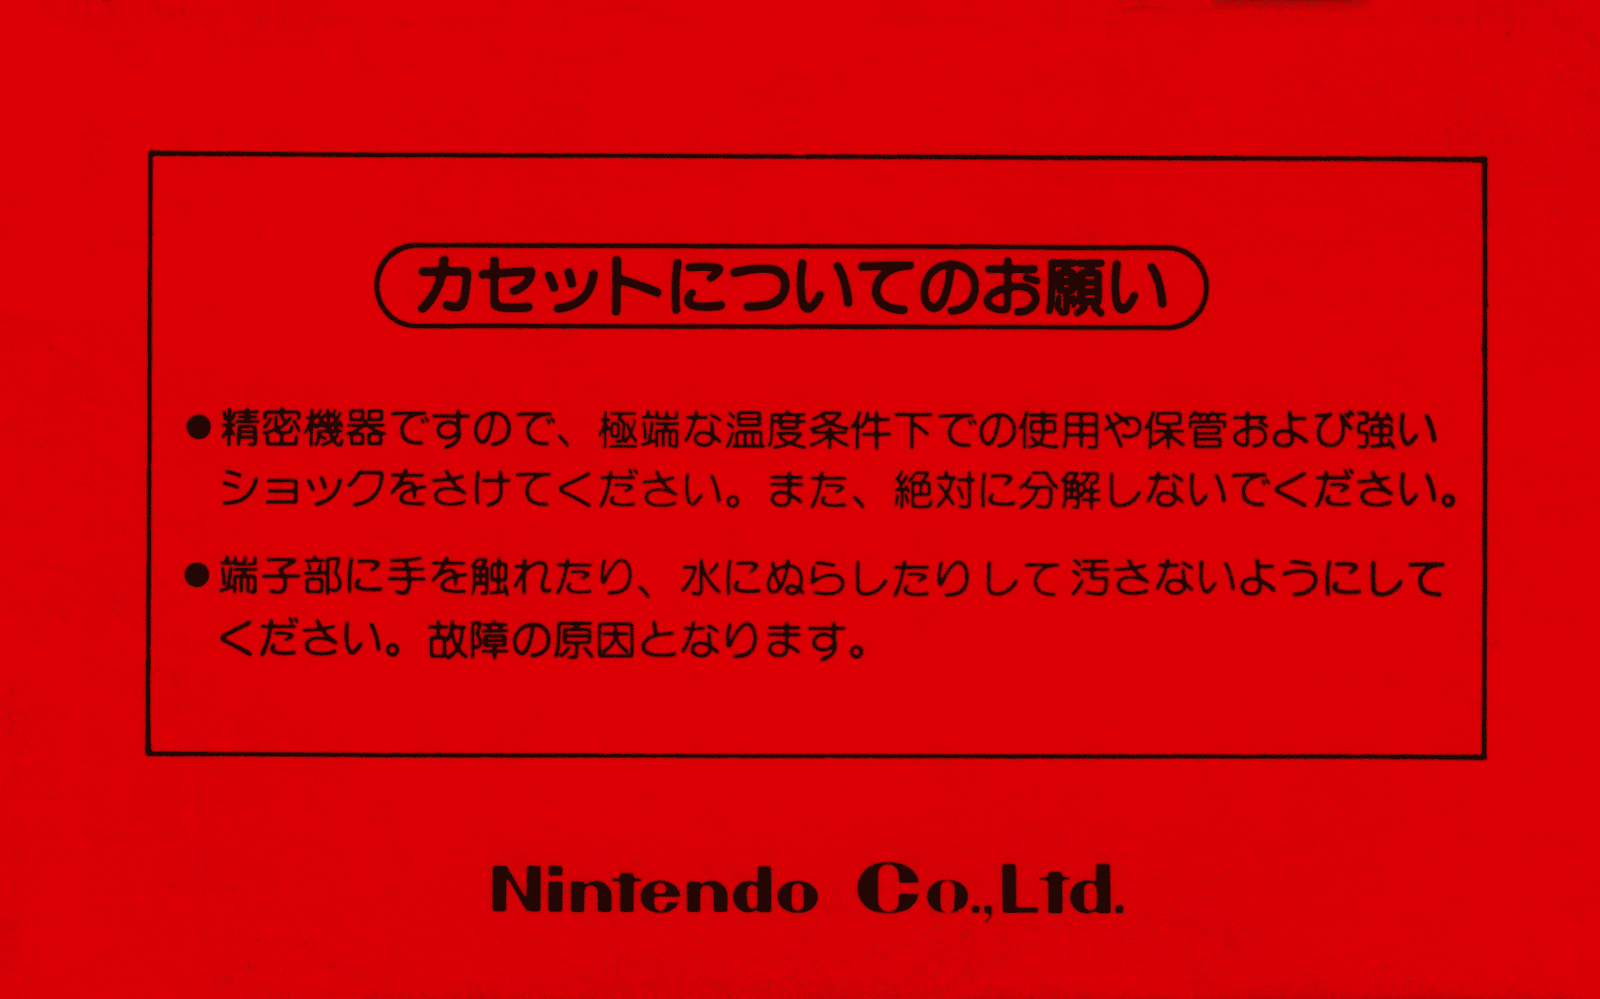 カセットについてのお願い
●精密機器ですので、極端な温度条件下での使用や保管および強い
ショックをさけてください。また、絶対に分解しないでください。
●端子部に手を触れたり、水にぬらしたりして汚さないようにして
ください。故障の原因となります。
Nintendo Co.,Ltd.